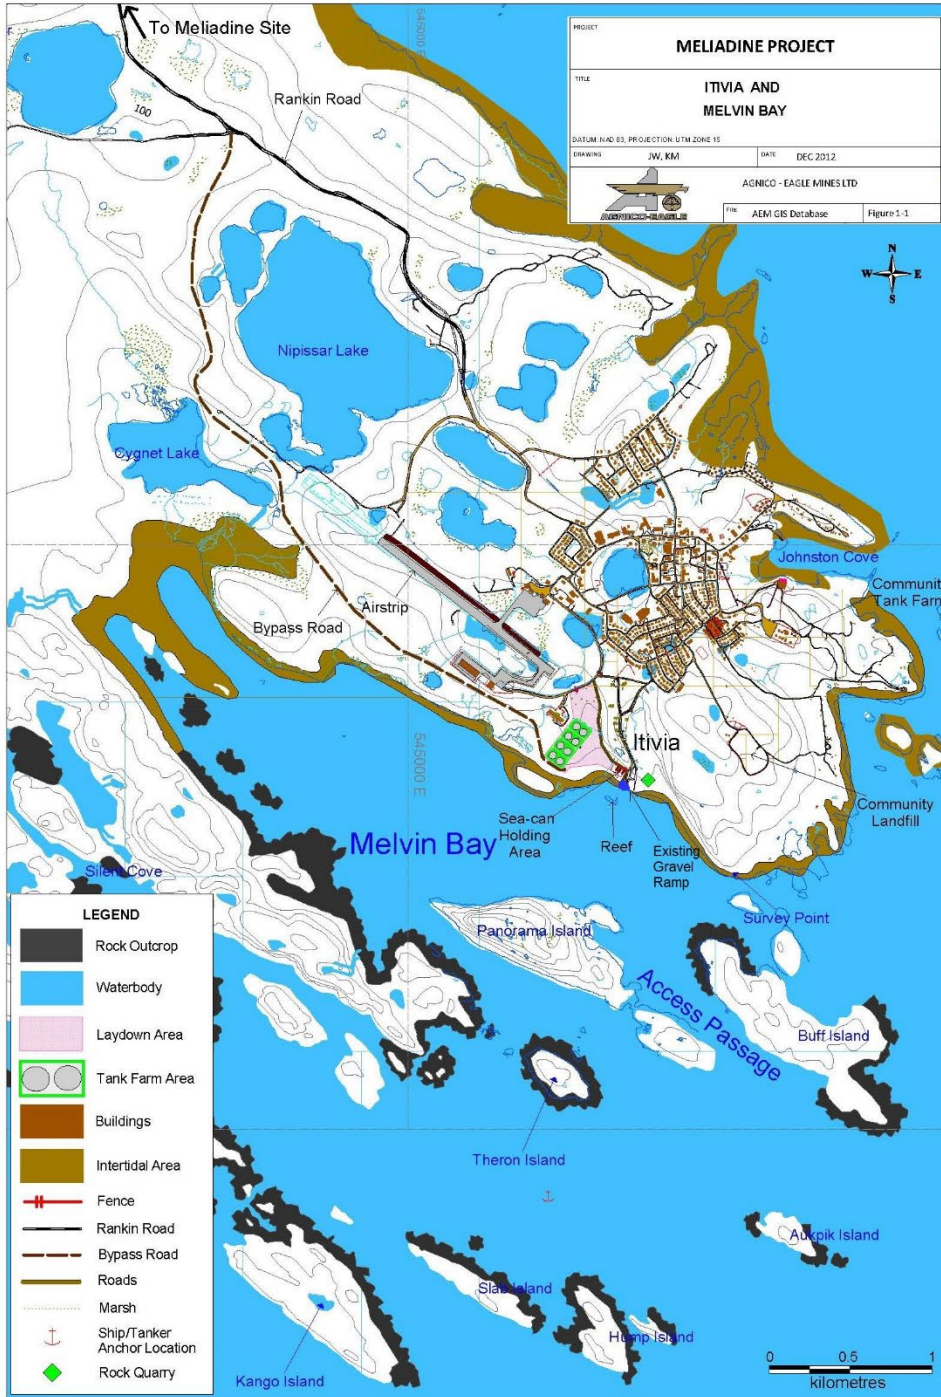 To Meliadine Site
545000 E
PROJECT
MELIADINE PROJECT
TITLE
ITIVIA AND
MELVIN BAY
DATUM: NAD 83, PROJECTION: UTM ZONE 15
DRAWING
JW, KM
DATE
DEC 2012
AGNICO-EAGLE
AGNICO - EAGLE MINES LTD
FILE
AEM GIS Database
Figure 1-1
Rankin Road
100
N
W
E
S
Nipissar Lake
Cygnet Lake
Johnston Cove
Community
Tank Farm
Airstrip
Bypass Road
Itivia
545000 E
Sea-can
Holding
Area
Reef
Existing
Gravel
Ramp
Community
Landfill
Melvin Bay
Silent Cove
Survey Point
Panorama Island
Access Passage
Buff Island
Theron Island
Aukpik Island
Slab Island
Hump Island
Kango Island
LEGEND
Rock Outcrop
Waterbody
Laydown Area
Tank Farm Area
Buildings
Intertidal Area
Fence
Rankin Road
Bypass Road
Roads
Marsh
Ship/Tanker
Anchor Location
Rock Quarry
0
0.5
1
kilometres